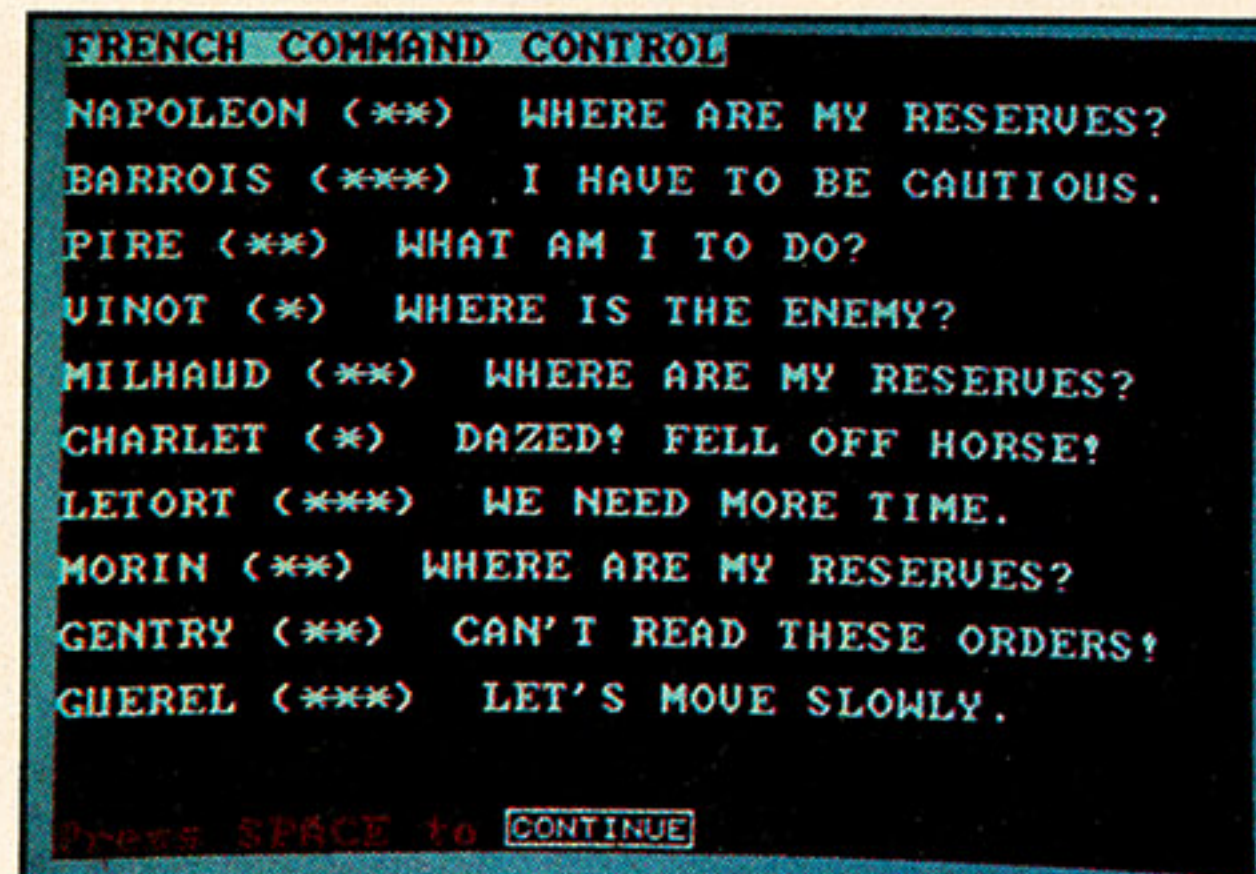 FRENCH COMMAND CONTROL
NAPOLEON (**) WHERE ARE MY RESERVES?
BARROIS (***) I HAVE TO BE CAUTIOUS.
PIRE (**) WHAT AM I TO DO?
VINOT (*) WHERE IS THE ENEMY?
MILHAUD (**) WHERE ARE MY RESERVES?
CHARLET (*) DAZED! FELL OFF HORSE!
LETORT (***) WE NEED MORE TIME.
MORIN (**) WHERE ARE MY RESERVES?
GENTRY (**) CAN'T READ THESE ORDERS!
GUEREL (***) LET'S MOVE SLOWLY.
Press SPACE to CONTINUE